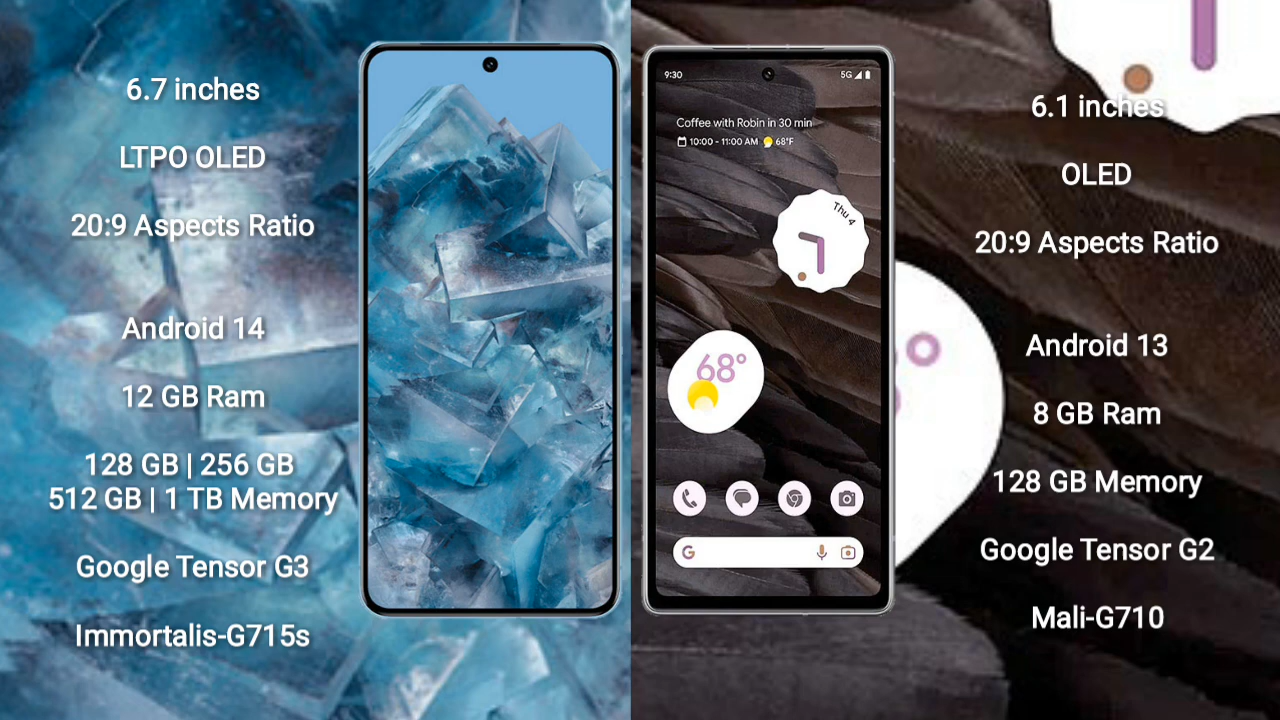 6.7 inches
LTPO OLED
20:9 Aspects Ratio
Android 14
12 GB Ram
128 GB | 256 GB
512 GB | 1 TB Memory
Google Tensor G3
Immortalis-G715s
9:30
5G
Coffee with Robin in 30 min
10:00 - 11:00 AM 68°F
Thu 4
68°
G
6.1 inches
OLED
20:9 Aspects Ratio
Android 13
8 GB Ram
128 GB Memory
Google Tensor G2
Mali-G710